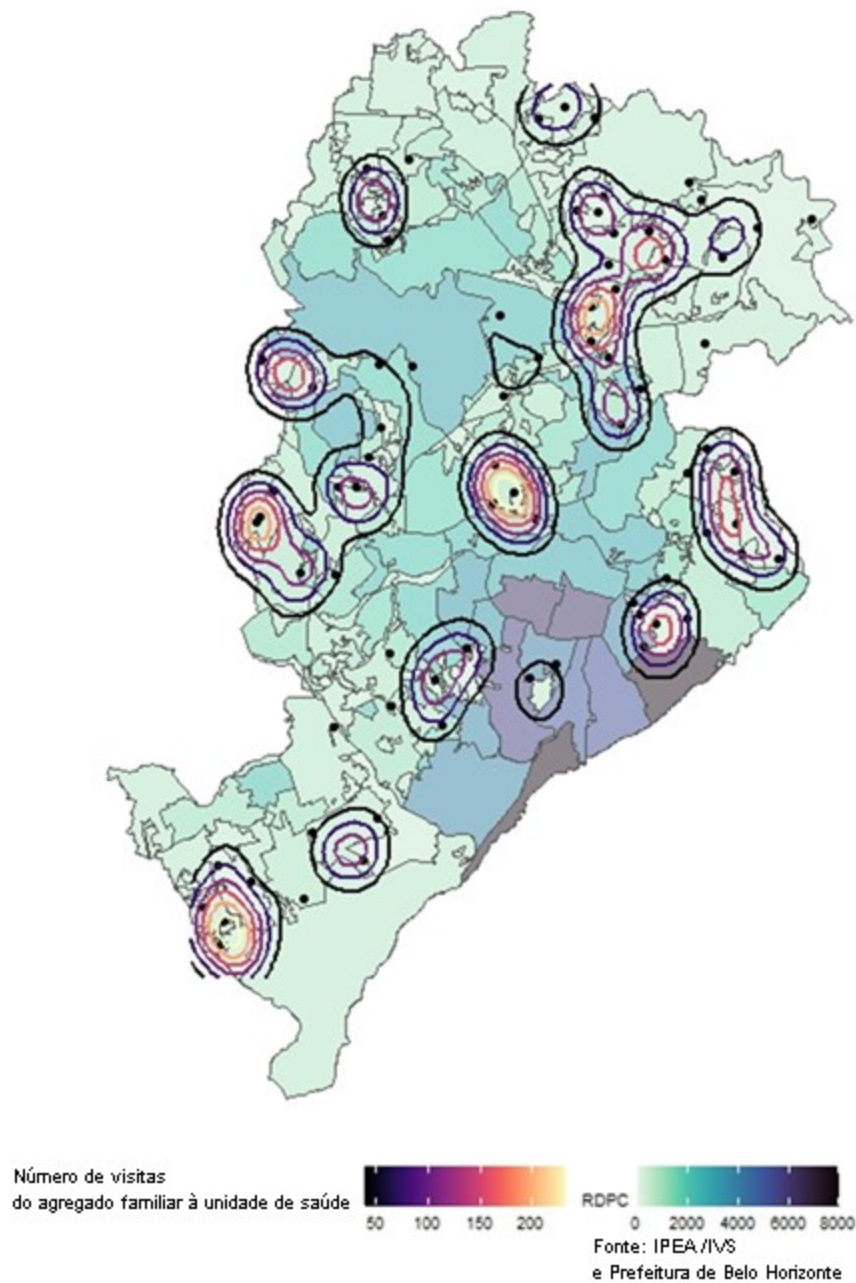 Número de visitas
do agregado familiar à unidade de saúde
50 100 150 200
RDPC
0 2000 4000 6000 8000
Fonte: IPEA/IVS
e Prefeitura de Belo Horizonte